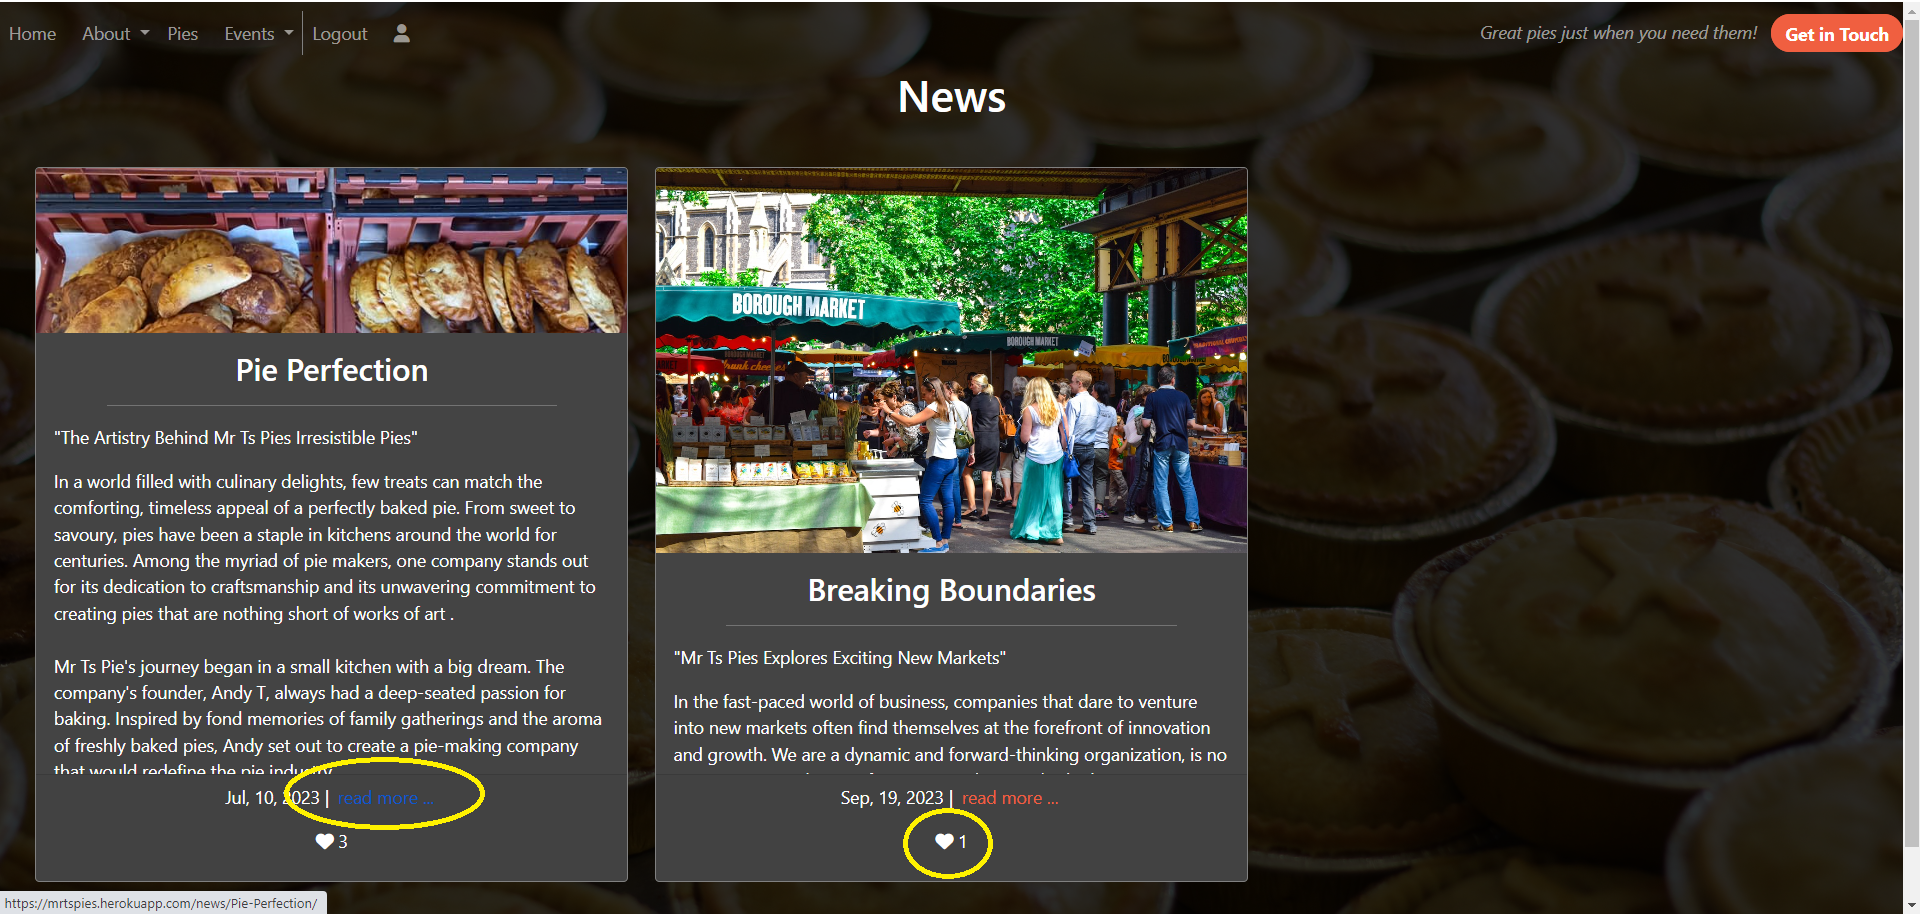 Home About Pies Events Logout
Great pies just when you need them! Get in Touch
News
BOROUGH MARKET
BOROUGH MARKET
Pie Perfection
"The Artistry Behind Mr Ts Pies Irresistible Pies"
In a world filled with culinary delights, few treats can match the
comforting, timeless appeal of a perfectly baked pie. From sweet to
savoury, pies have been a staple in kitchens around the world for
centuries. Among the myriad of pie makers, one company stands out
for its dedication to craftsmanship and its unwavering commitment to
creating pies that are nothing short of works of art .
Mr Ts Pie's journey began in a small kitchen with a big dream. The
company's founder, Andy T, always had a deep-seated passion for
baking. Inspired by fond memories of family gatherings and the aroma
of freshly baked pies, Andy set out to create a pie-making company
that would redefine the pie industry
Jul, 10, 2023 | read more ...
3
Breaking Boundaries
"Mr Ts Pies Explores Exciting New Markets"
In the fast-paced world of business, companies that dare to venture
into new markets often find themselves at the forefront of innovation
and growth. We are a dynamic and forward-thinking organization, is no
Sep, 19, 2023 | read more ...
1
https://mrtspies.herokuapp.com/news/Pie-Perfection/